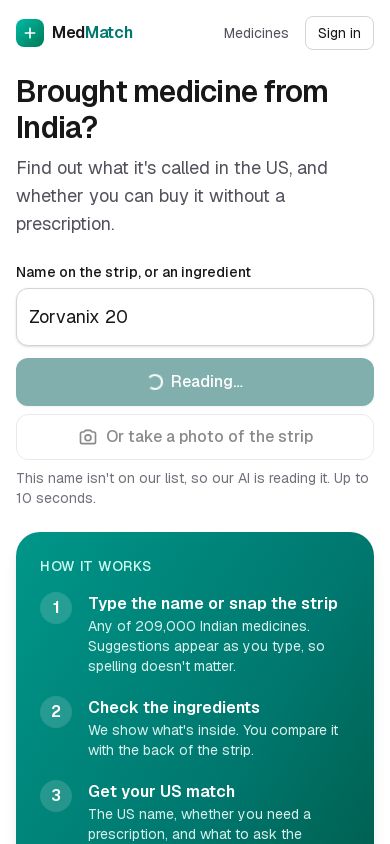 MedMatch
Medicines
Sign in
Brought medicine from
India?
Find out what it's called in the US, and
whether you can buy it without a
prescription.
Name on the strip, or an ingredient
Zorvanix 20
Reading...
Or take a photo of the strip
This name isn't on our list, so our AI is reading it. Up to
10 seconds.
HOW IT WORKS
1
Type the name or snap the strip
Any of 209,000 Indian medicines.
Suggestions appear as you type, so
spelling doesn't matter.
2
Check the ingredients
We show what's inside. You compare it
with the back of the strip.
3
Get your US match
The US name, whether you need a
prescription, and what to ask the